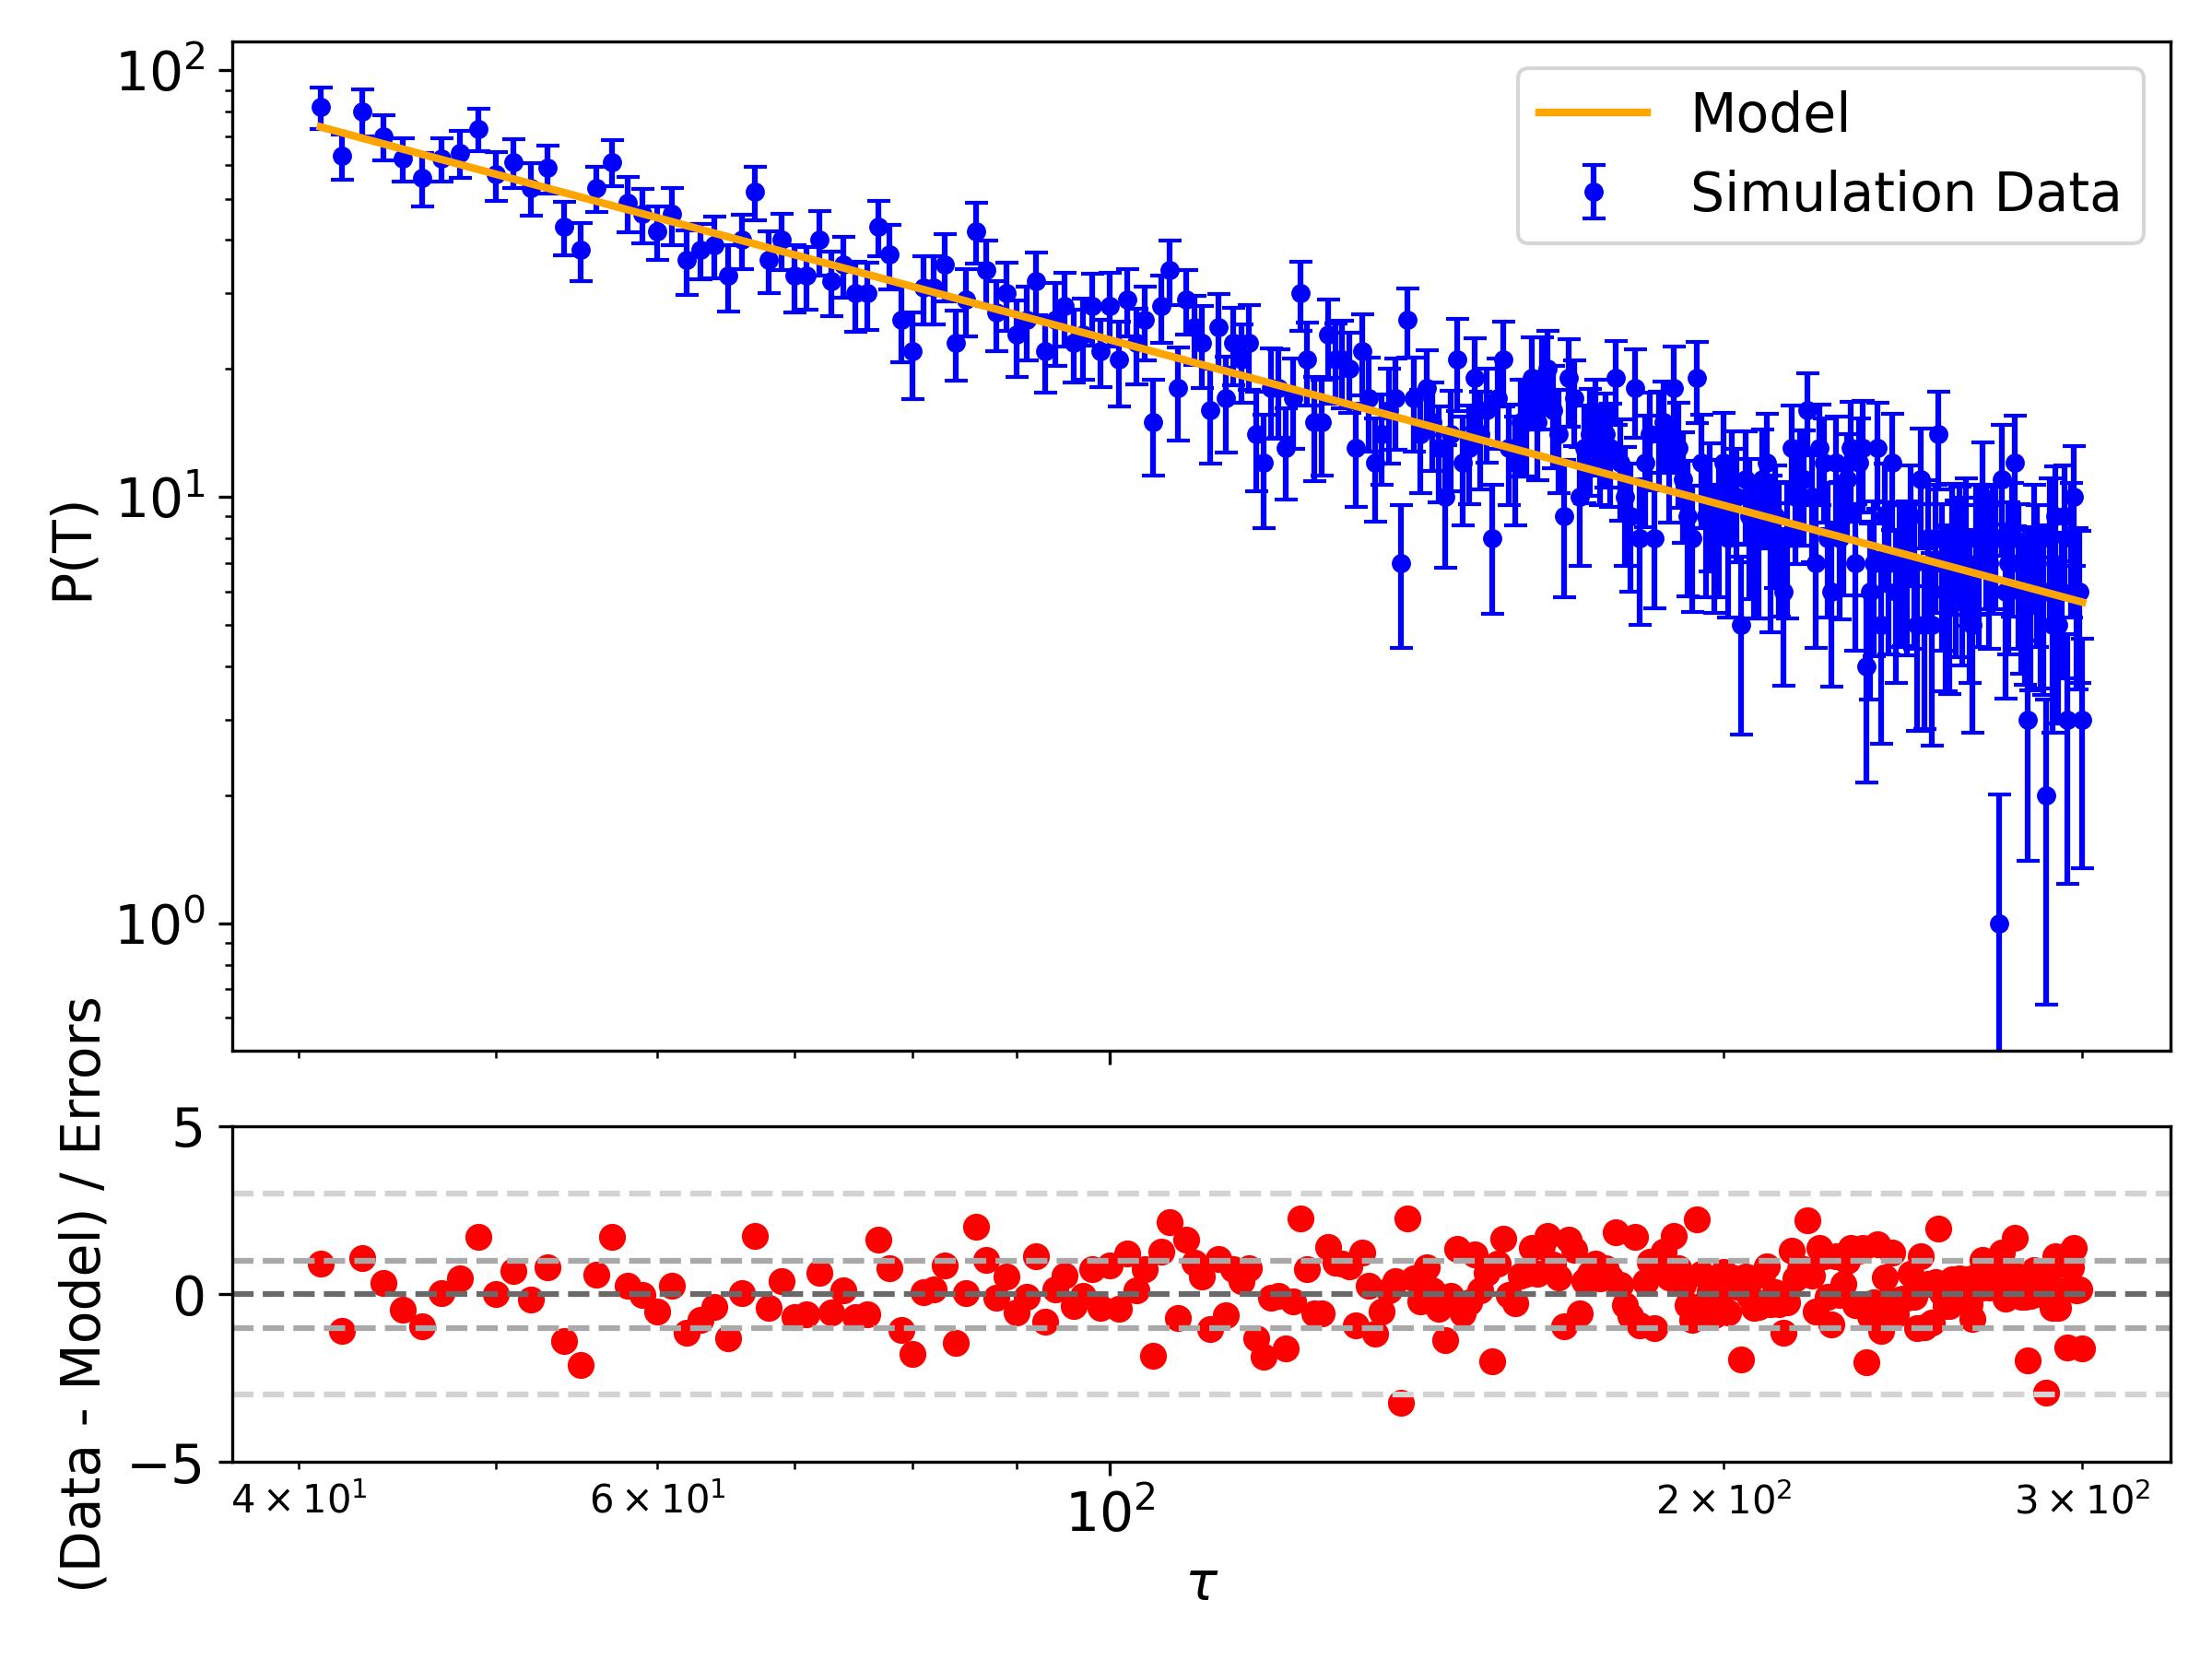 10²
10¹
10⁰
P(T)
Model
Simulation Data
5
0
−5
(Data - Model) / Errors
4 × 10¹
6 × 10¹
10²
2 × 10²
3 × 10²
τ